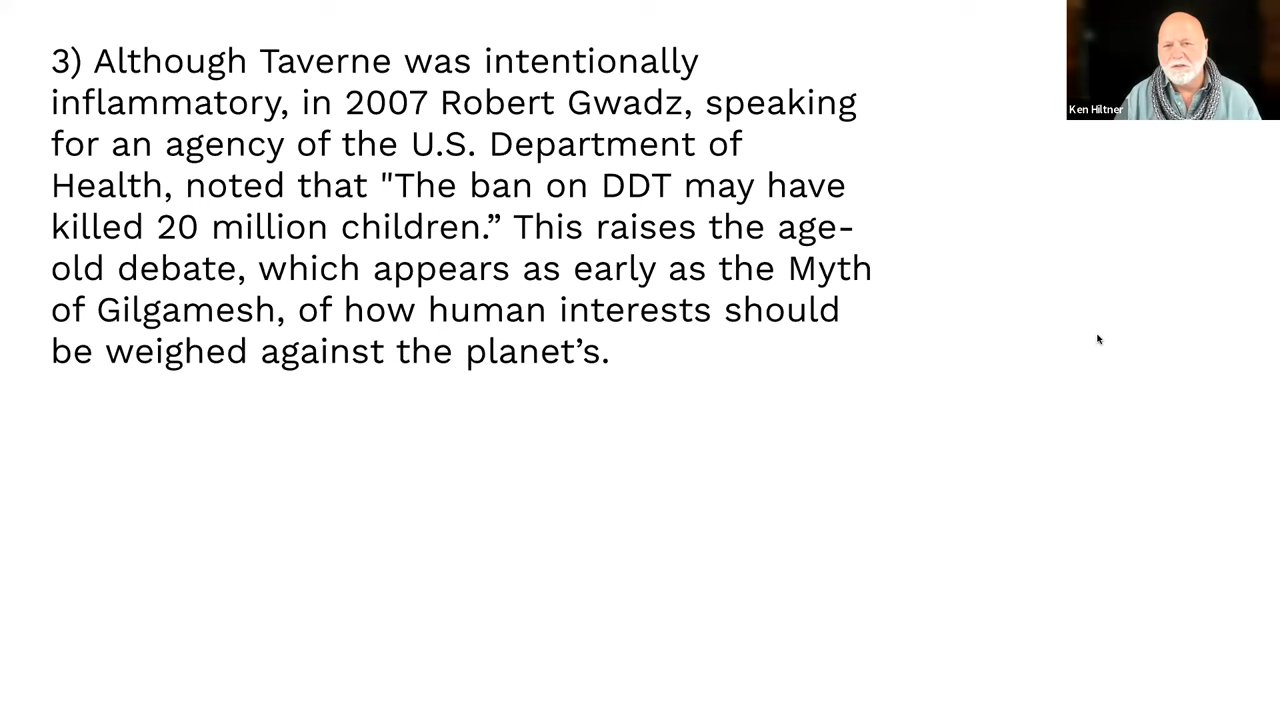 3) Although Taverne was intentionally
inflammatory, in 2007 Robert Gwadz, speaking
for an agency of the U.S. Department of
Health, noted that "The ban on DDT may have
killed 20 million children.” This raises the age-
old debate, which appears as early as the Myth
of Gilgamesh, of how human interests should
be weighed against the planet’s.
Ken Hiltner